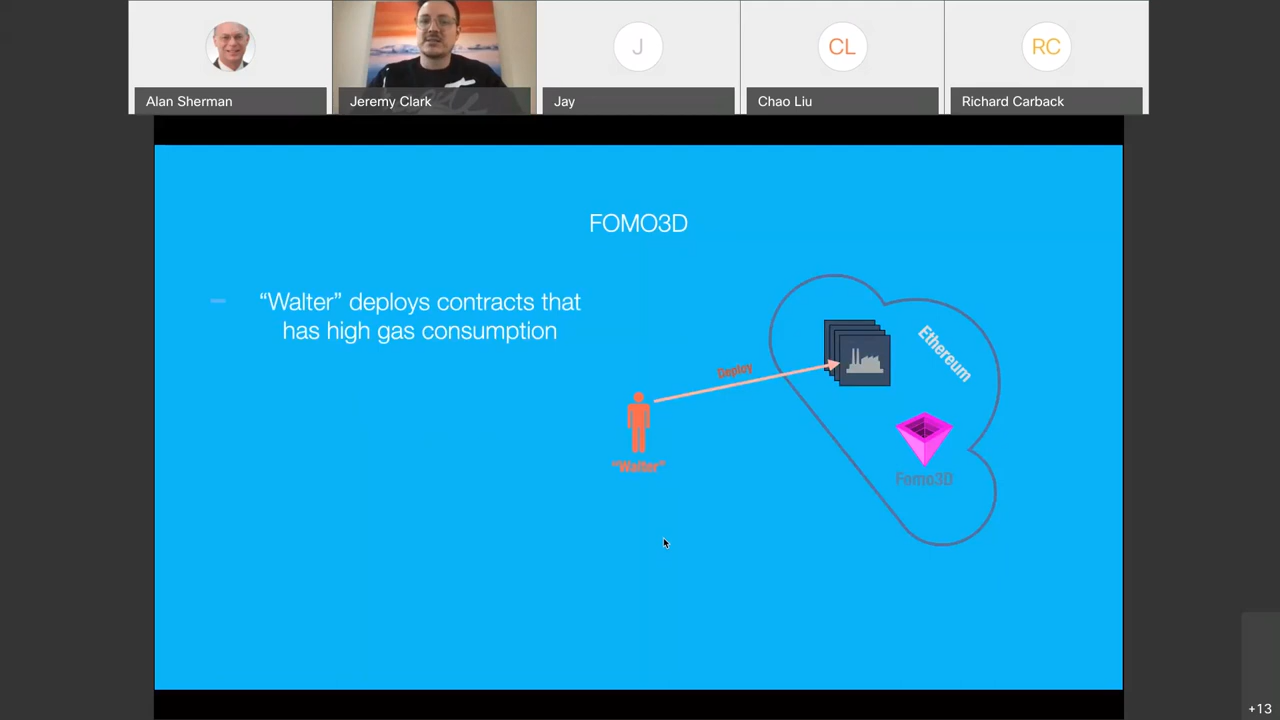 J
CL
RC
Alan Sherman
Jeremy Clark
Jay
Chao Liu
Richard Carback
FOMO3D
“Walter” deploys contracts that
has high gas consumption
Ethereum
Deploy
“Walter”
Fomo3D
+13